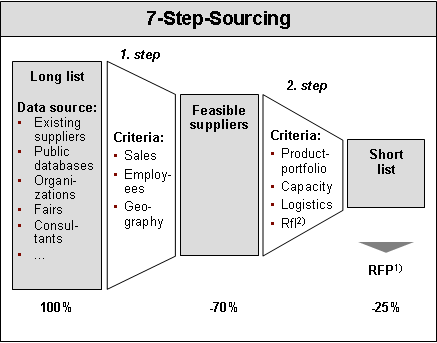 7-Step-Sourcing
1. step
2. step
Long list
Data source:
▪ Existing
suppliers
▪ Public
databases
▪ Organi-
zations
▪ Fairs
▪ Consul-
tants
▪ ...
Criteria:
▪ Sales
▪ Employ-
ees
▪ Geo-
graphy
Feasible
suppliers
Criteria:
▪ Product-
portfolio
▪ Capacity
▪ Logistics
▪ RfI2)
Short
list
RFP1)
100%
-70%
-25%